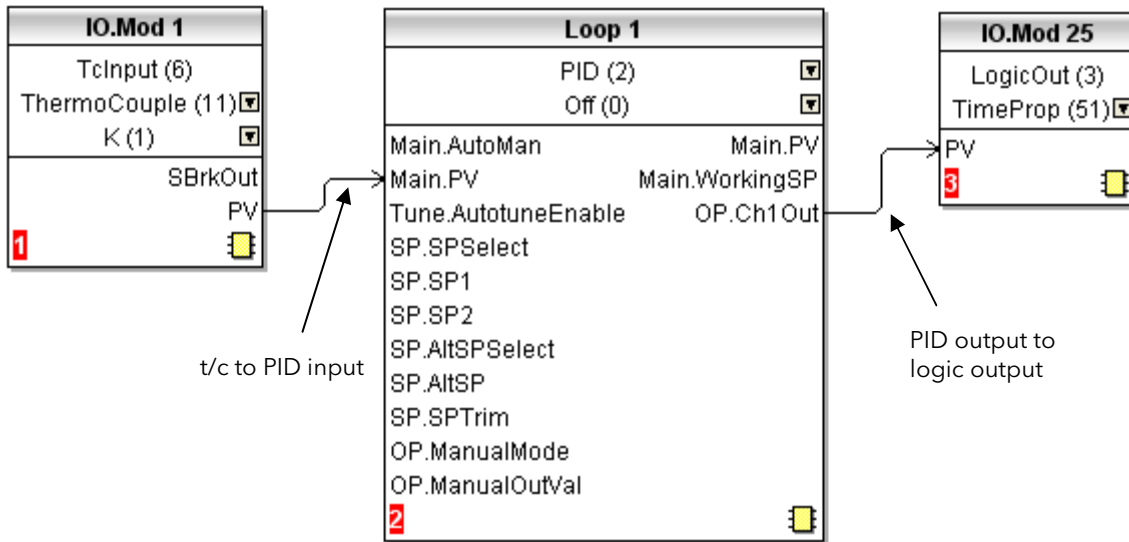 IO.Mod 1
TcInput (6)
ThermoCouple (11)
K (1)
SBrkOut
PV
1
t/c to PID input
Loop 1
PID (2)
Off (0)
Main.AutoMan Main.PV
Main.PV Main.WorkingSP
Tune.AutotuneEnable OP.Ch1Out
SP.SPSelect
SP.SP1
SP.SP2
SP.AltSPSelect
SP.AltSP
SP.SPTrim
OP.ManualMode
OP.ManualOutVal
2
IO.Mod 25
LogicOut (3)
TimeProp (51)
PV
3
PID output to
logic output